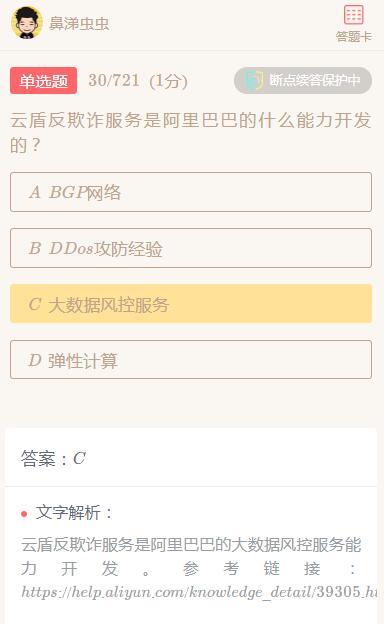 鼻涕虫虫
答题卡
单选题 30/721 (1分) 断点续答保护中
云盾反欺诈服务是阿里巴巴的什么能力开发
的？
A BGP网络
B DDos攻防经验
C 大数据风控服务
D 弹性计算
答案：C
文字解析：
云盾反欺诈服务是阿里巴巴的大数据风控服务能
力开发。参考链接：
https://help.aliyun.com/knowledge_detail/39305.ht